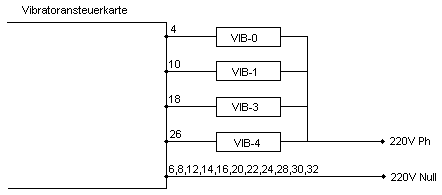 Vibratoransteuerkarte
4
VIB-0
10
VIB-1
18
VIB-3
26
VIB-4
220V Ph
6,8,12,14,16,20,22,24,28,30,32
220V Null